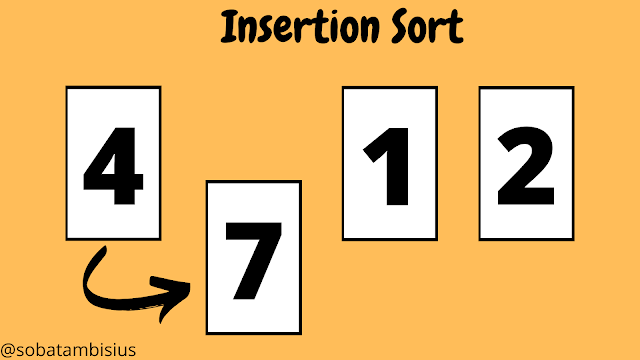 Insertion Sort
4 1 2
7
@sobatambisius